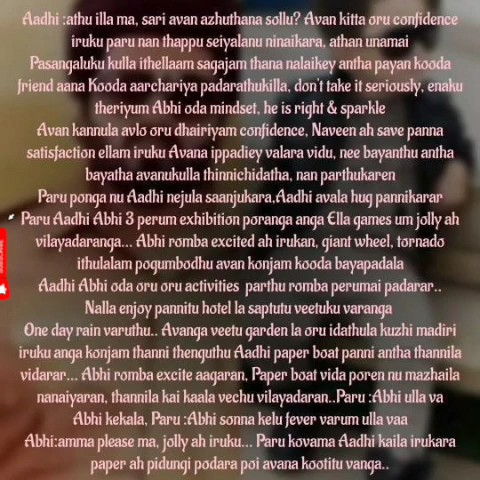 Aadhi :athu illa ma, sari avan azhuthana sollu? Avan kitta oru confidence
iruku paru nan thappu seiyalanu ninaikara, athan unamai
Pasangaluku kulla ithellaam sagajam thana nalaikey antha payan kooda
friend aana Kooda aarchariya padarathukilla, don't take it seriously, enaku
theriyum Abhi oda mindset, he is right & sparkle
Avan kannula avlo oru dhairiyam confidence, Naveen ah save panna
satisfaction ellam iruku Avana ippadiey valara vidu, nee bayanthu antha
bayatha avanukulla thinnichidatha, nan parthukaren
Paru ponga nu Aadhi nejula saanjukara,Aadhi avala hug pannikarar
Paru Aadhi Abhi 3 perum exhibition poranga anga Ella games um jolly ah
vilayadaranga... Abhi romba excited ah irukan, giant wheel, tornado
ithulalam pogumbodhu avan konjam kooda bayapadala
Aadhi Abhi oda oru oru activities parthu romba perumai padarar..
Nalla enjoy pannitu hotel la saptutu veetuku varanga
One day rain varuthu.. Avanga veetu garden la oru idathula kuzhi madiri
iruku anga konjam thanni thenguthu Aadhi paper boat panni antha thannila
vidarar... Abhi romba excite aagaran, Paper boat vida poren nu mazhaila
nanaiyaran, thannila kai kaala vechu vilayadaran..Paru :Abhi ulla va
Abhi kekala, Paru :Abhi sonna kelu fever varum ulla vaa
Abhi:amma please ma, jolly ah iruku... Paru kovama Aadhi kaila irukara
paper ah pidungi podara poi avana kootitu vanga..